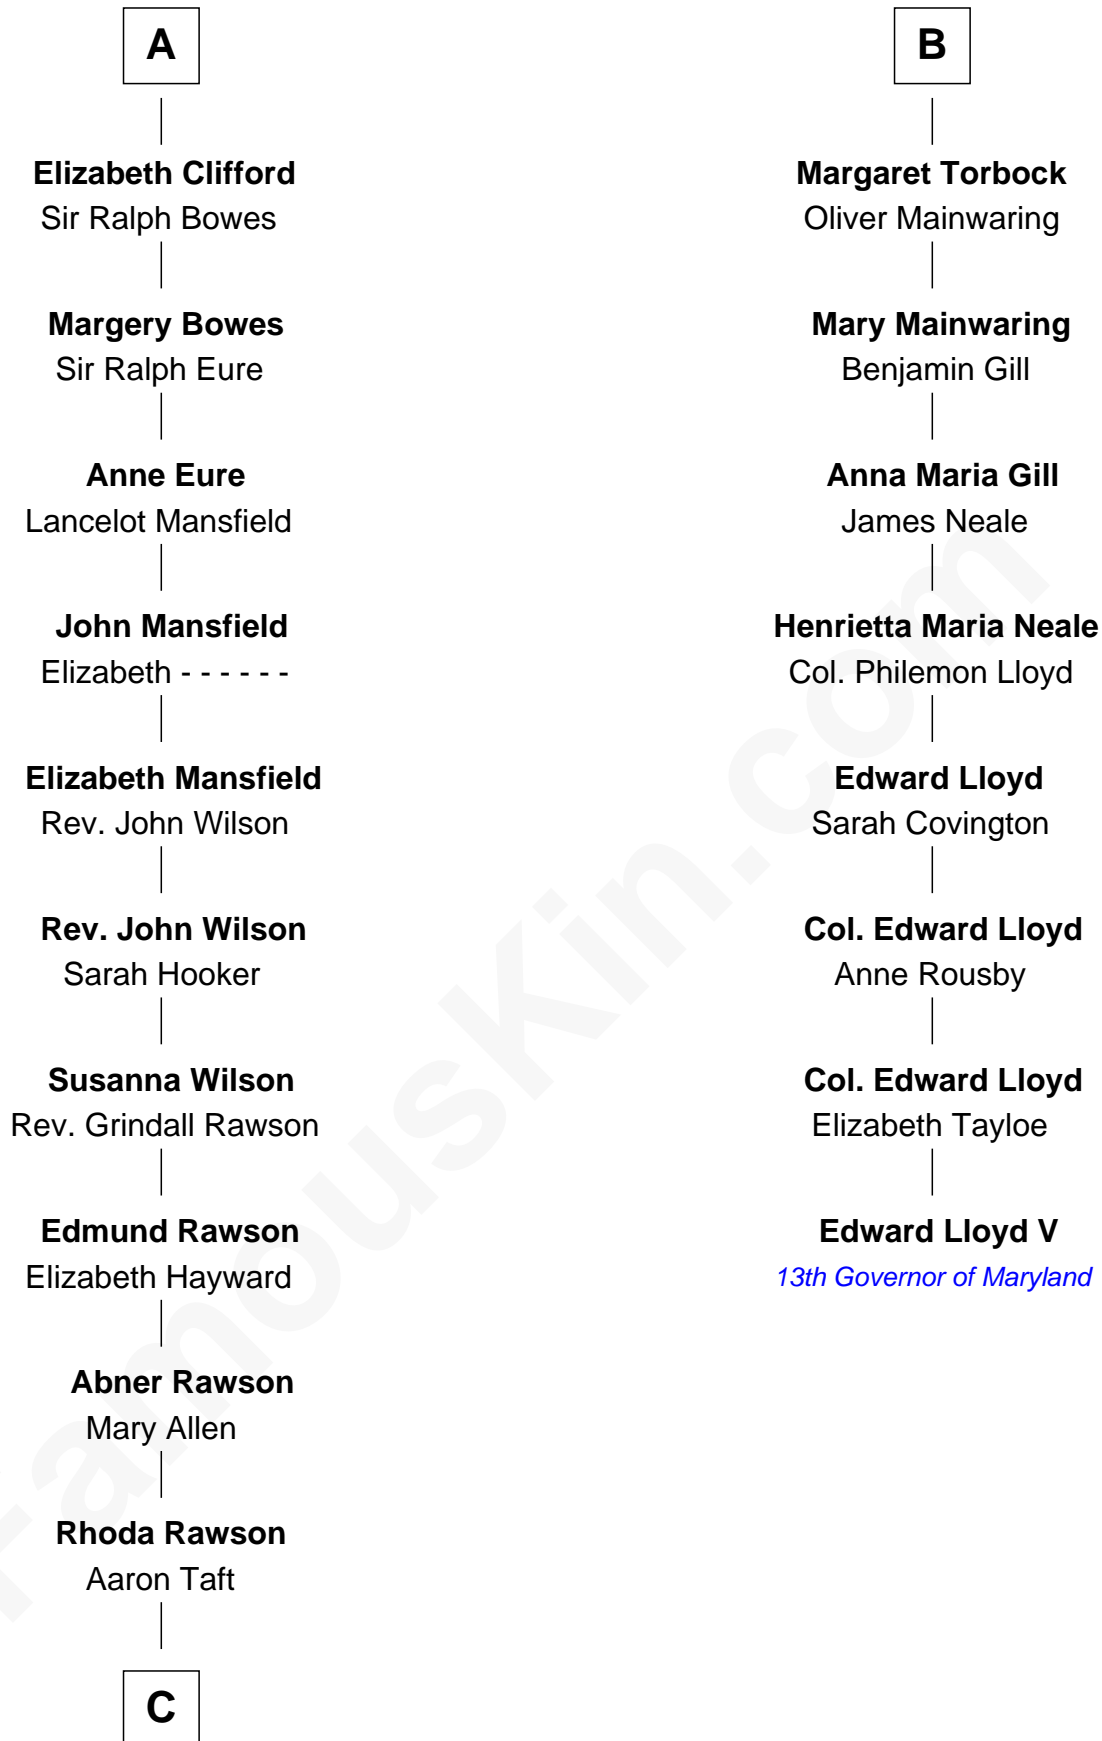 A
Elizabeth Clifford
Sir Ralph Bowes
Margery Bowes
Sir Ralph Eure
Anne Eure
Lancelot Mansfield
John Mansfield
Elizabeth - - - - - -
Elizabeth Mansfield
Rev. John Wilson
Rev. John Wilson
Sarah Hooker
Susanna Wilson
Rev. Grindall Rawson
Edmund Rawson
Elizabeth Hayward
Abner Rawson
Mary Allen
Rhoda Rawson
Aaron Taft
C
B
Margaret Torbock
Oliver Mainwaring
Mary Mainwaring
Benjamin Gill
Anna Maria Gill
James Neale
Henrietta Maria Neale
Col. Philemon Lloyd
Edward Lloyd
Sarah Covington
Col. Edward Lloyd
Anne Rousby
Col. Edward Lloyd
Elizabeth Tayloe
Edward Lloyd V
13th Governor of Maryland
FamousKin.com